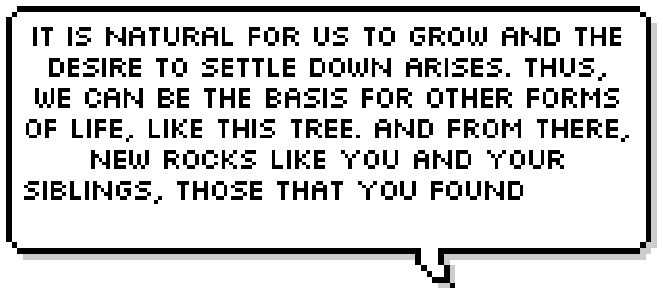 IT IS NATURAL FOR US TO GROW AND THE
DESIRE TO SETTLE DOWN ARISES. THUS,
WE CAN BE THE BASIS FOR OTHER FORMS
OF LIFE, LIKE THIS TREE. AND FROM THERE,
NEW ROCKS LIKE YOU AND YOUR
SIBLINGS, THOSE THAT YOU FOUND